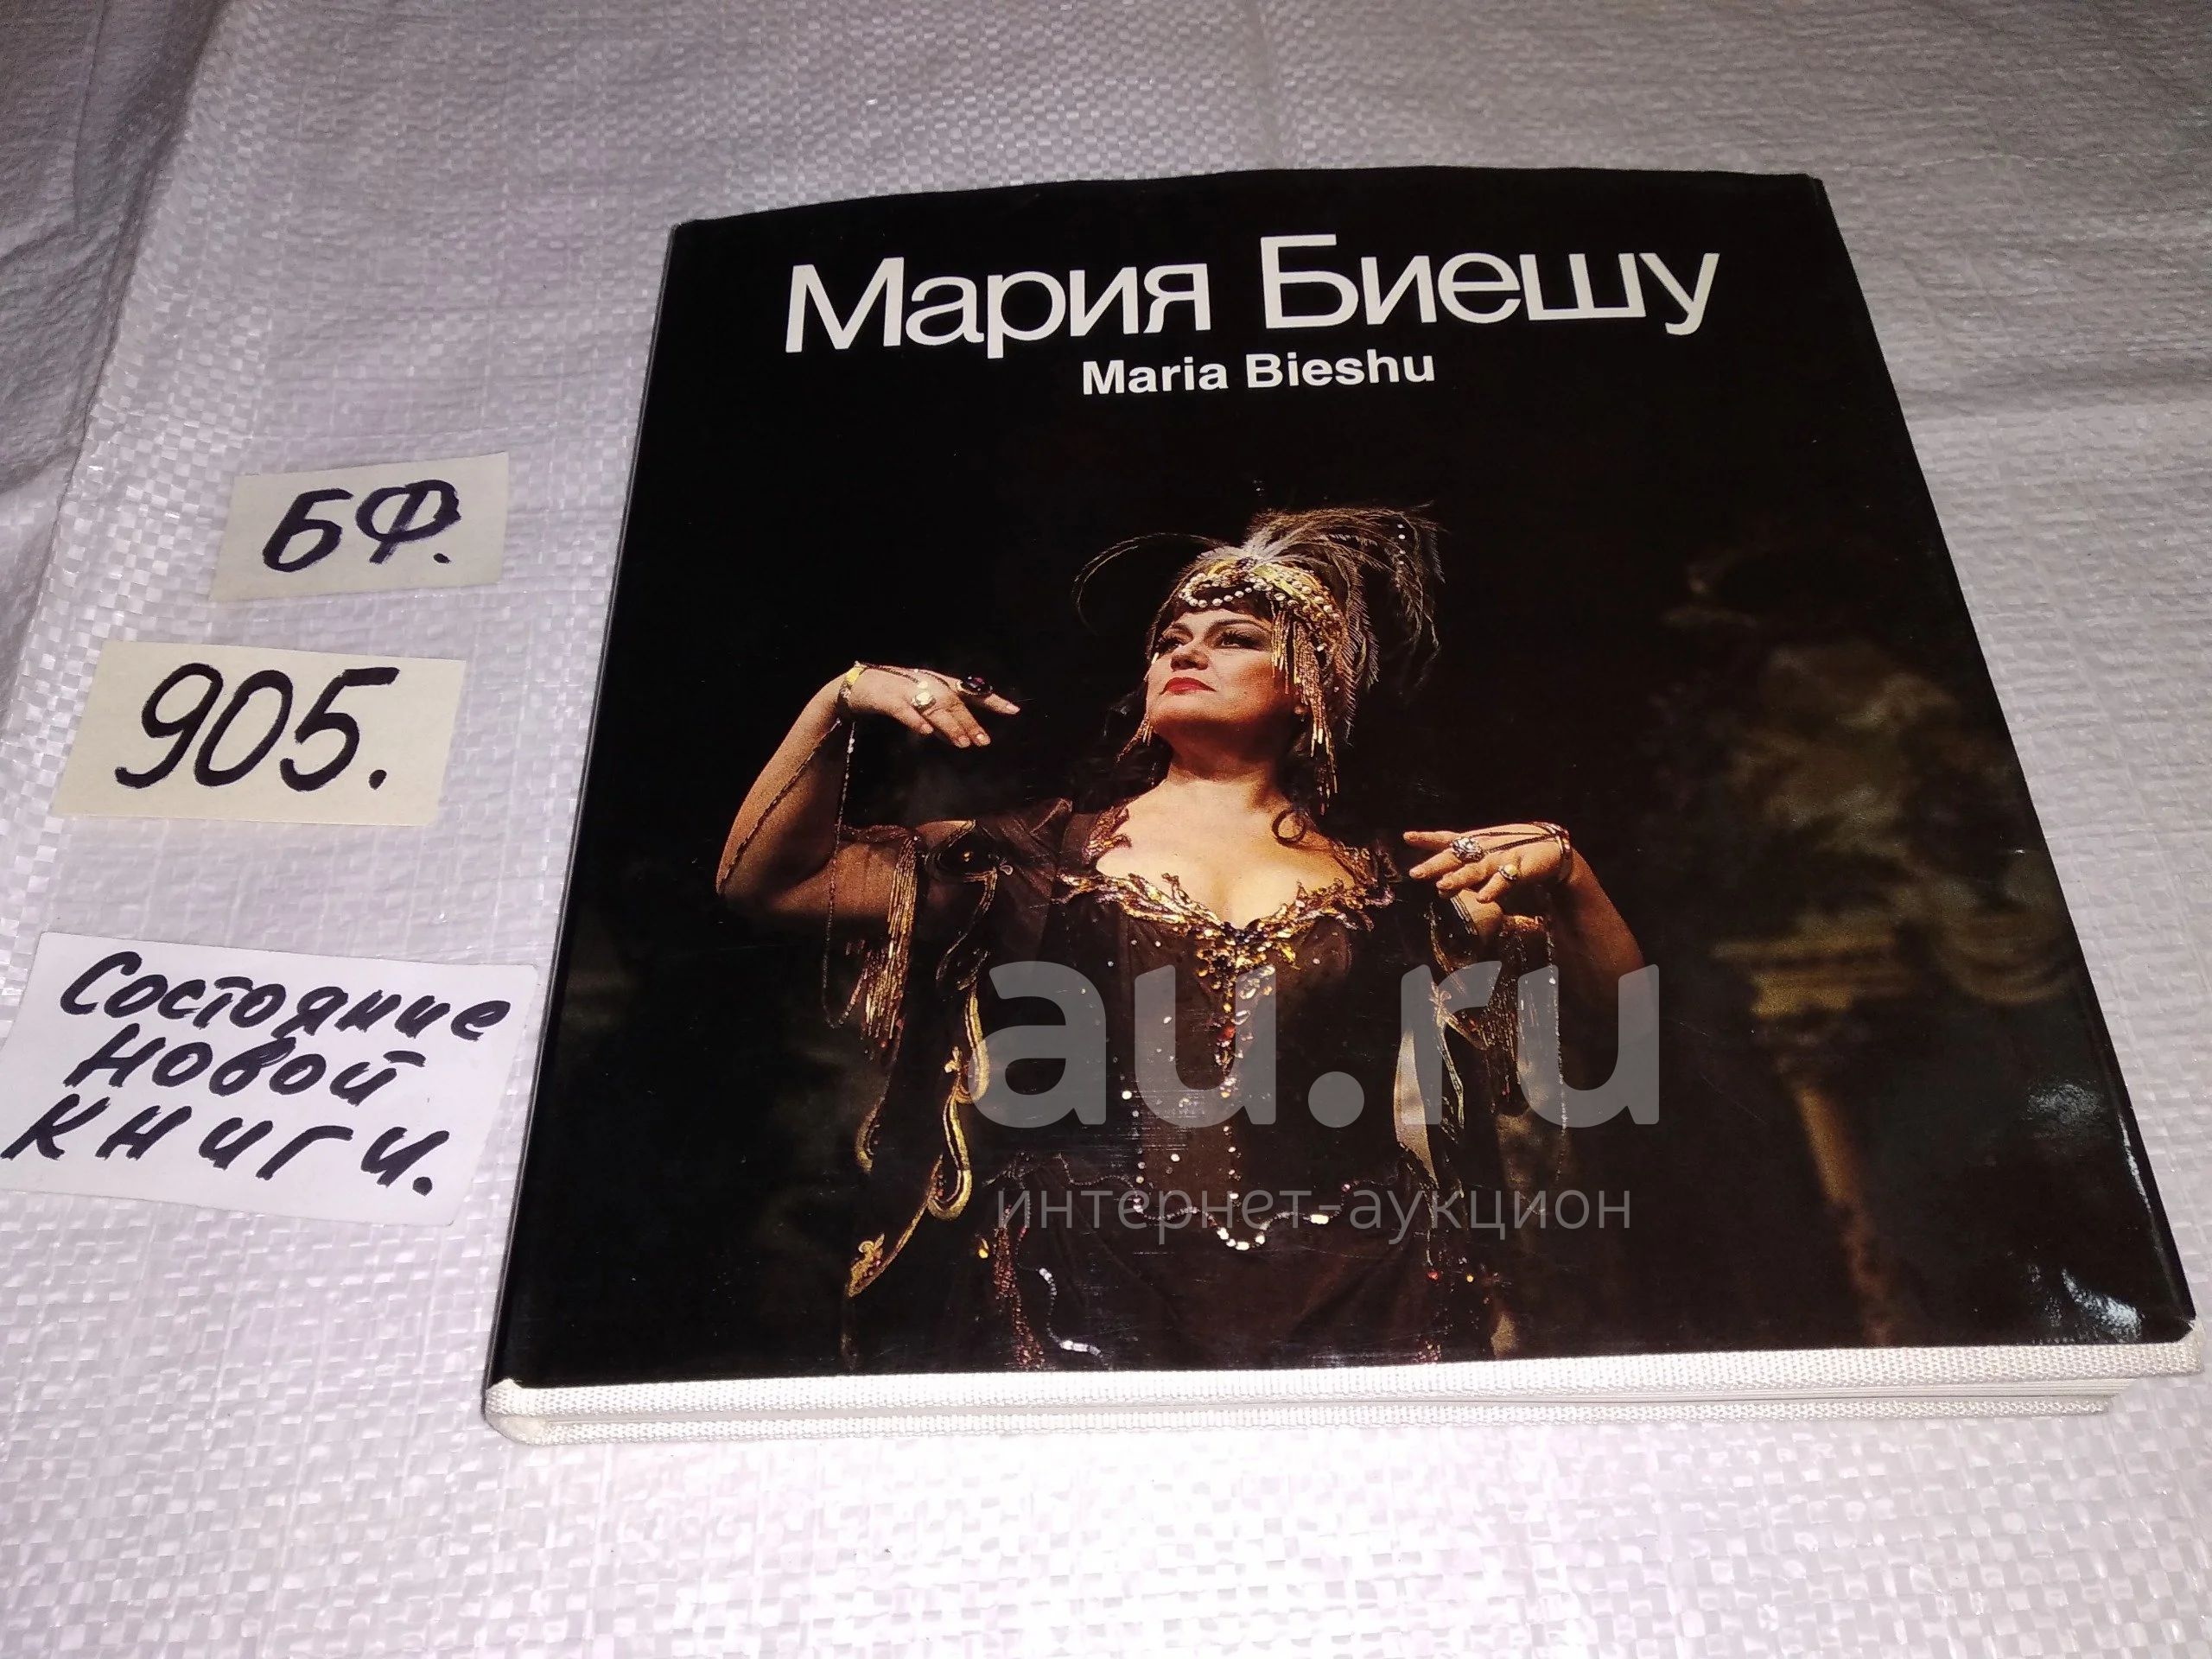 Мария Биешу
Maria Bieshu
БФ.
905.
Состояние
новой
книги.
au.ru
интернет-аукцион